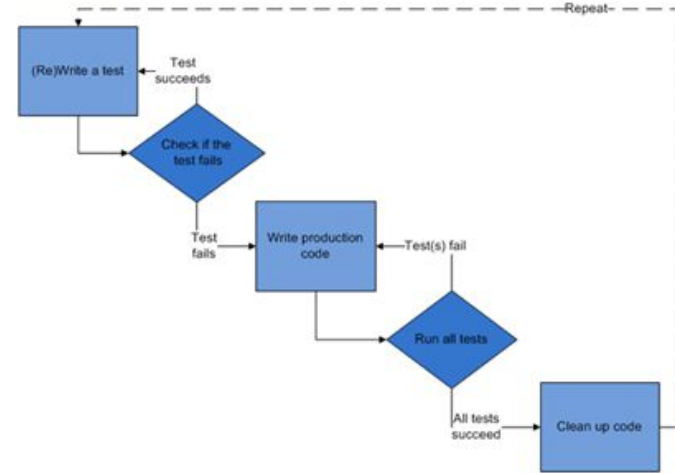 Repeat
(Re)Write a test
Test
succeeds
Check if the
test fails
Test
fails
Write production
code
Test(s) fail
Run all tests
All tests
succeed
Clean up code